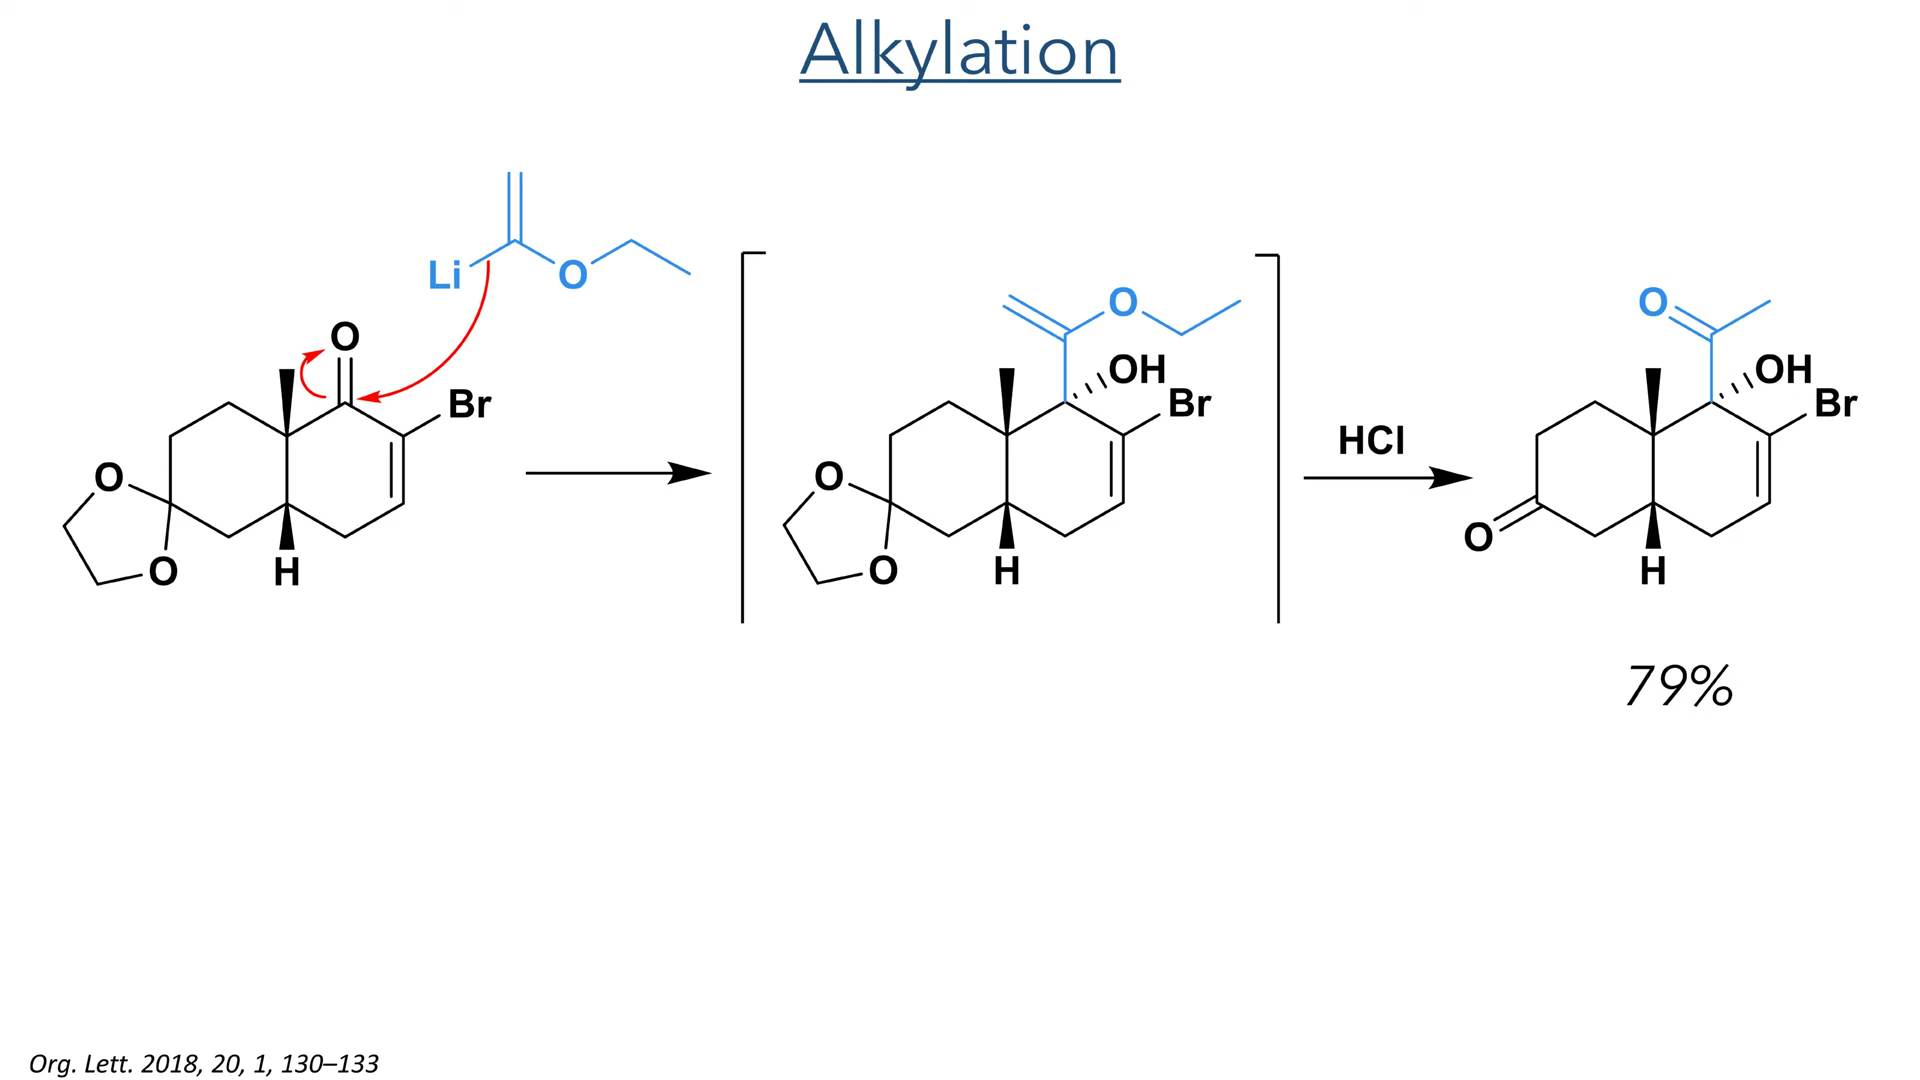 Alkylation
Li
O
O
Br
O
O
H
O
OH
Br
O
O
H
HCl
O
OH
Br
O
H
79%
Org. Lett. 2018, 20, 1, 130–133